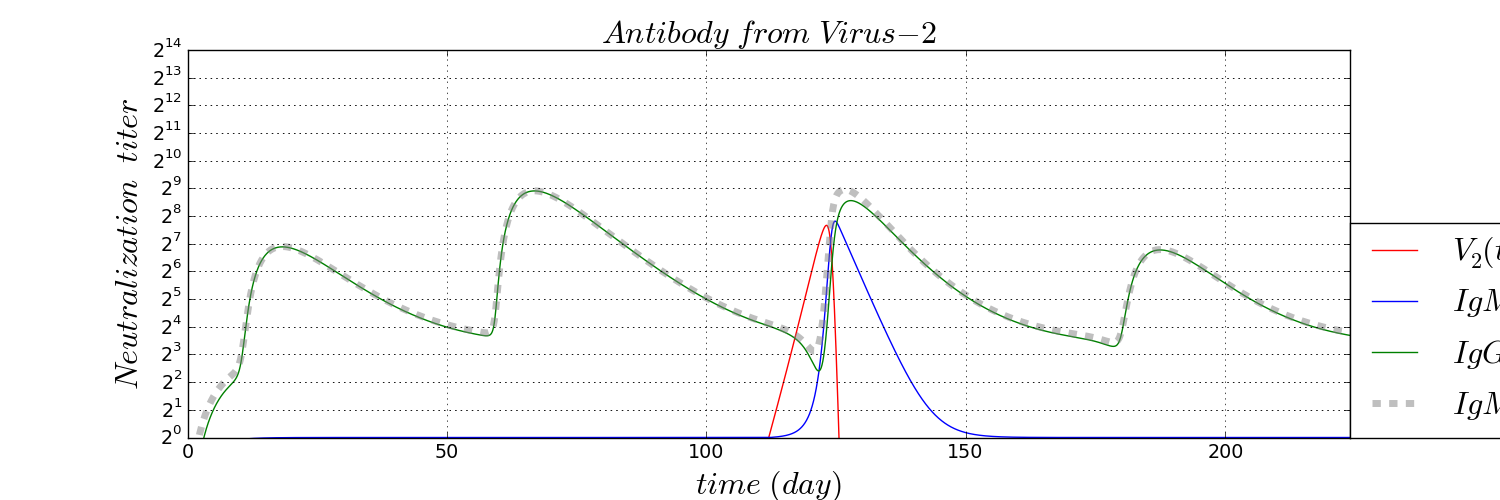 Antibody from Virus−2
Neutralization titer
2^14
2^13
2^12
2^11
2^10
2^9
2^8
2^7
2^6
2^5
2^4
2^3
2^2
2^1
2^0
0 50 100 150 200
time (day)
V_2(
IgM
IgG
IgM